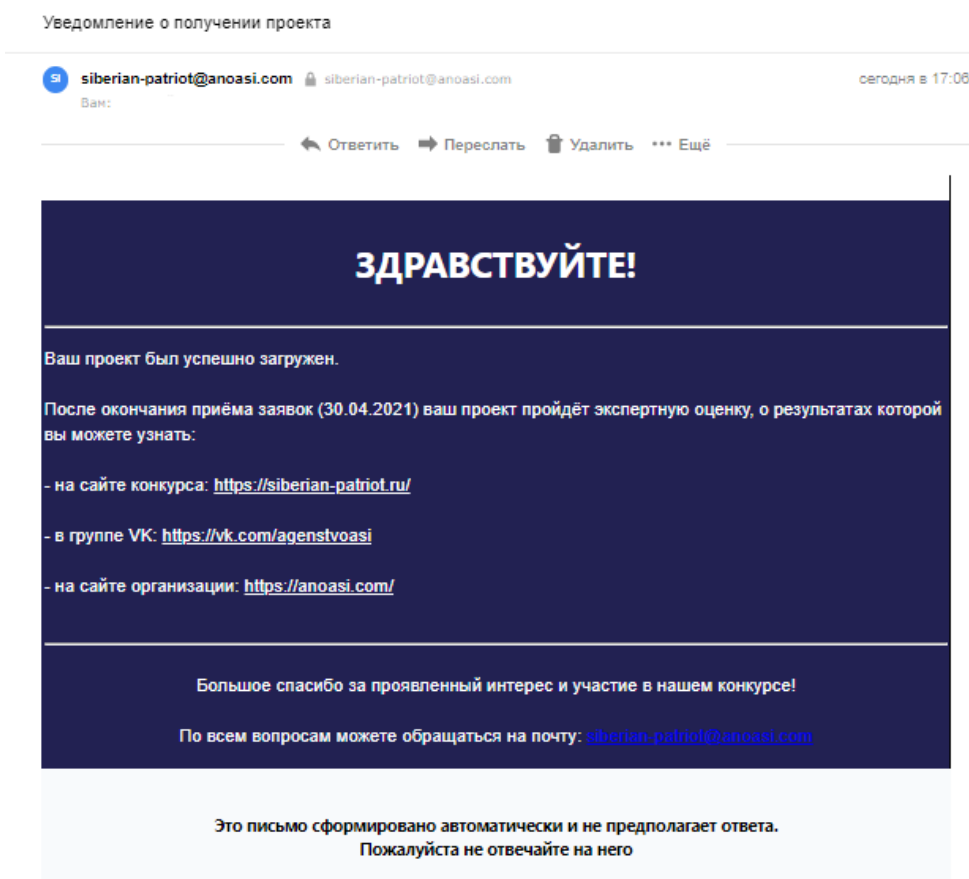 Уведомление о получении проекта
SI
siberian-patriot@anoasi.com siberian-patriot@anoasi.com сегодня в 17:06
Вам:
Ответить Переслать Удалить Ещё
ЗДРАВСТВУЙТЕ!
Ваш проект был успешно загружен.
После окончания приёма заявок (30.04.2021) ваш проект пройдёт экспертную оценку, о результатах которой
вы можете узнать:
- на сайте конкурса: https://siberian-patriot.ru/
- в группе VK: https://vk.com/agenstvoasi
- на сайте организации: https://anoasi.com/
Большое спасибо за проявленный интерес и участие в нашем конкурсе!
По всем вопросам можете обращаться на почту: siberian-patriot@anoasi.com
Это письмо сформировано автоматически и не предполагает ответа.
Пожалуйста не отвечайте на него